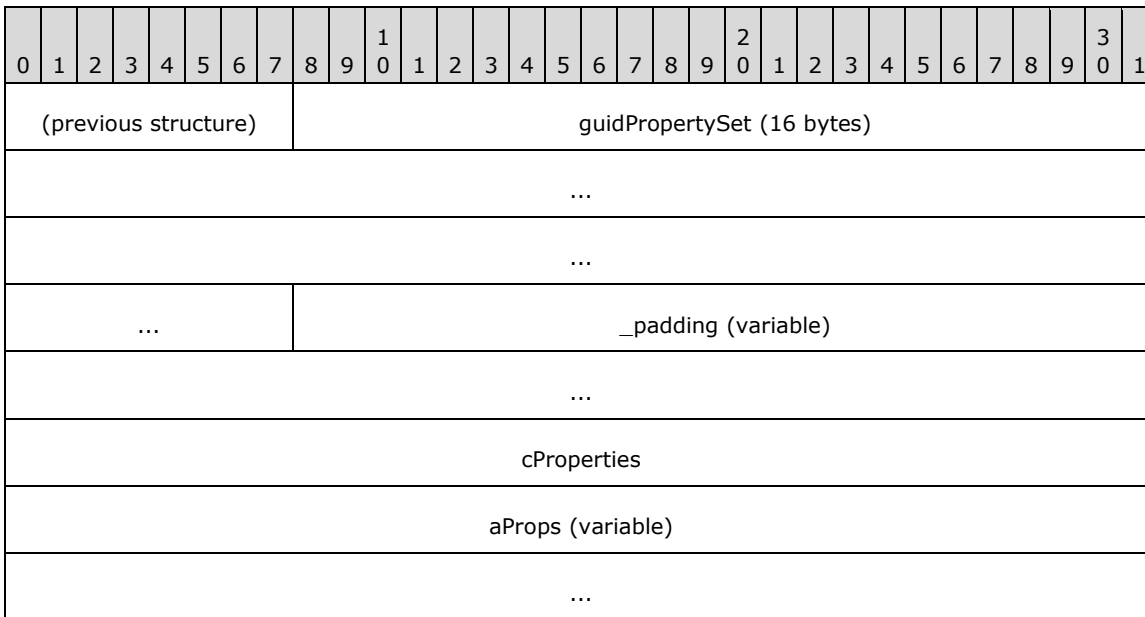 1 2 3
0 1 2 3 4 5 6 7 8 9 0 1 2 3 4 5 6 7 8 9 0 1 2 3 4 5 6 7 8 9 0 1
(previous structure) guidPropertySet (16 bytes)
...
...
... _padding (variable)
...
cProperties
aProps (variable)
...